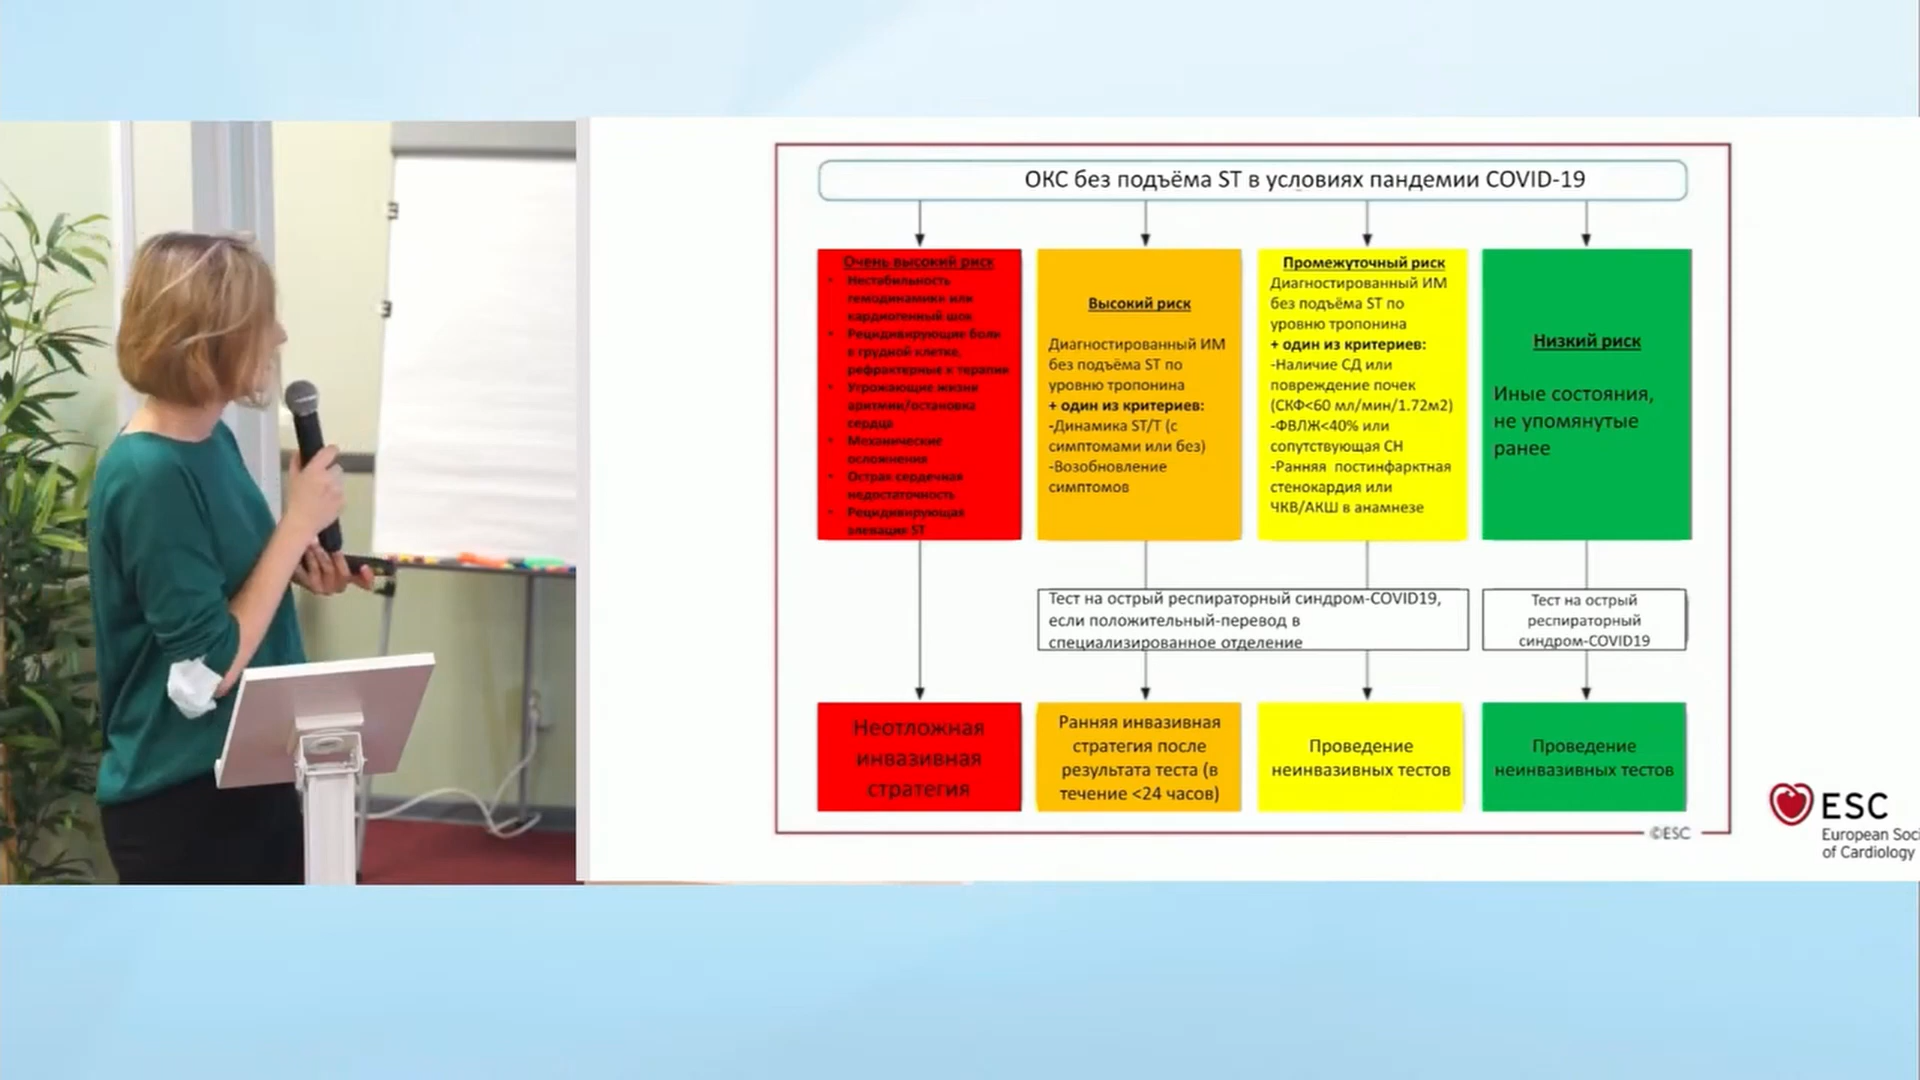 ОКС без подъёма ST в условиях пандемии COVID-19
Очень высокий риск
• Нестабильность
гемодинамики или
кардиогенный шок
• Рецидивирующие боли
в грудной клетке,
рефрактерные к терапии
• Угрожающие жизни
аритмии/остановка
сердца
• Механические
осложнения
• Острая сердечная
недостаточность
• Рецидивирующая
элевация ST
Высокий риск
Диагностированный ИМ
без подъёма ST по
уровню тропонина
+ один из критериев:
-Динамика ST/T (с
симптомами или без)
-Возобновление
симптомов
Промежуточный риск
Диагностированный ИМ
без подъёма ST по
уровню тропонина
+ один из критериев:
-Наличие СД или
повреждение почек
(СКФ<60 мл/мин/1.72м2)
-ФВЛЖ<40% или
сопутствующая СН
-Ранняя постинфарктная
стенокардия или
ЧКВ/АКШ в анамнезе
Низкий риск
Иные состояния,
не упомянутые
ранее
Тест на острый респираторный синдром-COVID19,
если положительный-перевод в
специализированное отделение
Тест на острый
респираторный
синдром-COVID19
Неотложная
инвазивная
стратегия
Ранняя инвазивная
стратегия после
результата теста (в
течение <24 часов)
Проведение
неинвазивных тестов
Проведение
неинвазивных тестов
©ESC
ESC
European Soci
of Cardiology